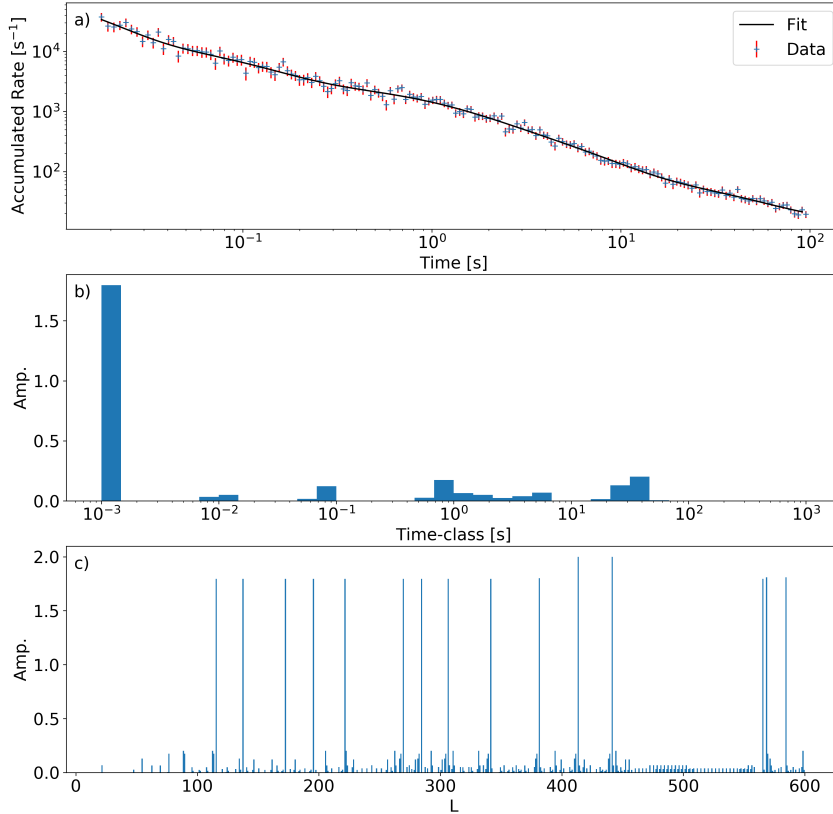 a)
Fit
Data
Accumulated Rate [s⁻¹]
10⁴
10³
10²
10⁻¹ 10⁰ 10¹ 10²
Time [s]
b)
Amp.
1.5
1.0
0.5
0.0
10⁻³ 10⁻² 10⁻¹ 10⁰ 10¹ 10² 10³
Time-class [s]
c)
Amp.
2.0
1.5
1.0
0.5
0.0
0 100 200 300 400 500 600
L